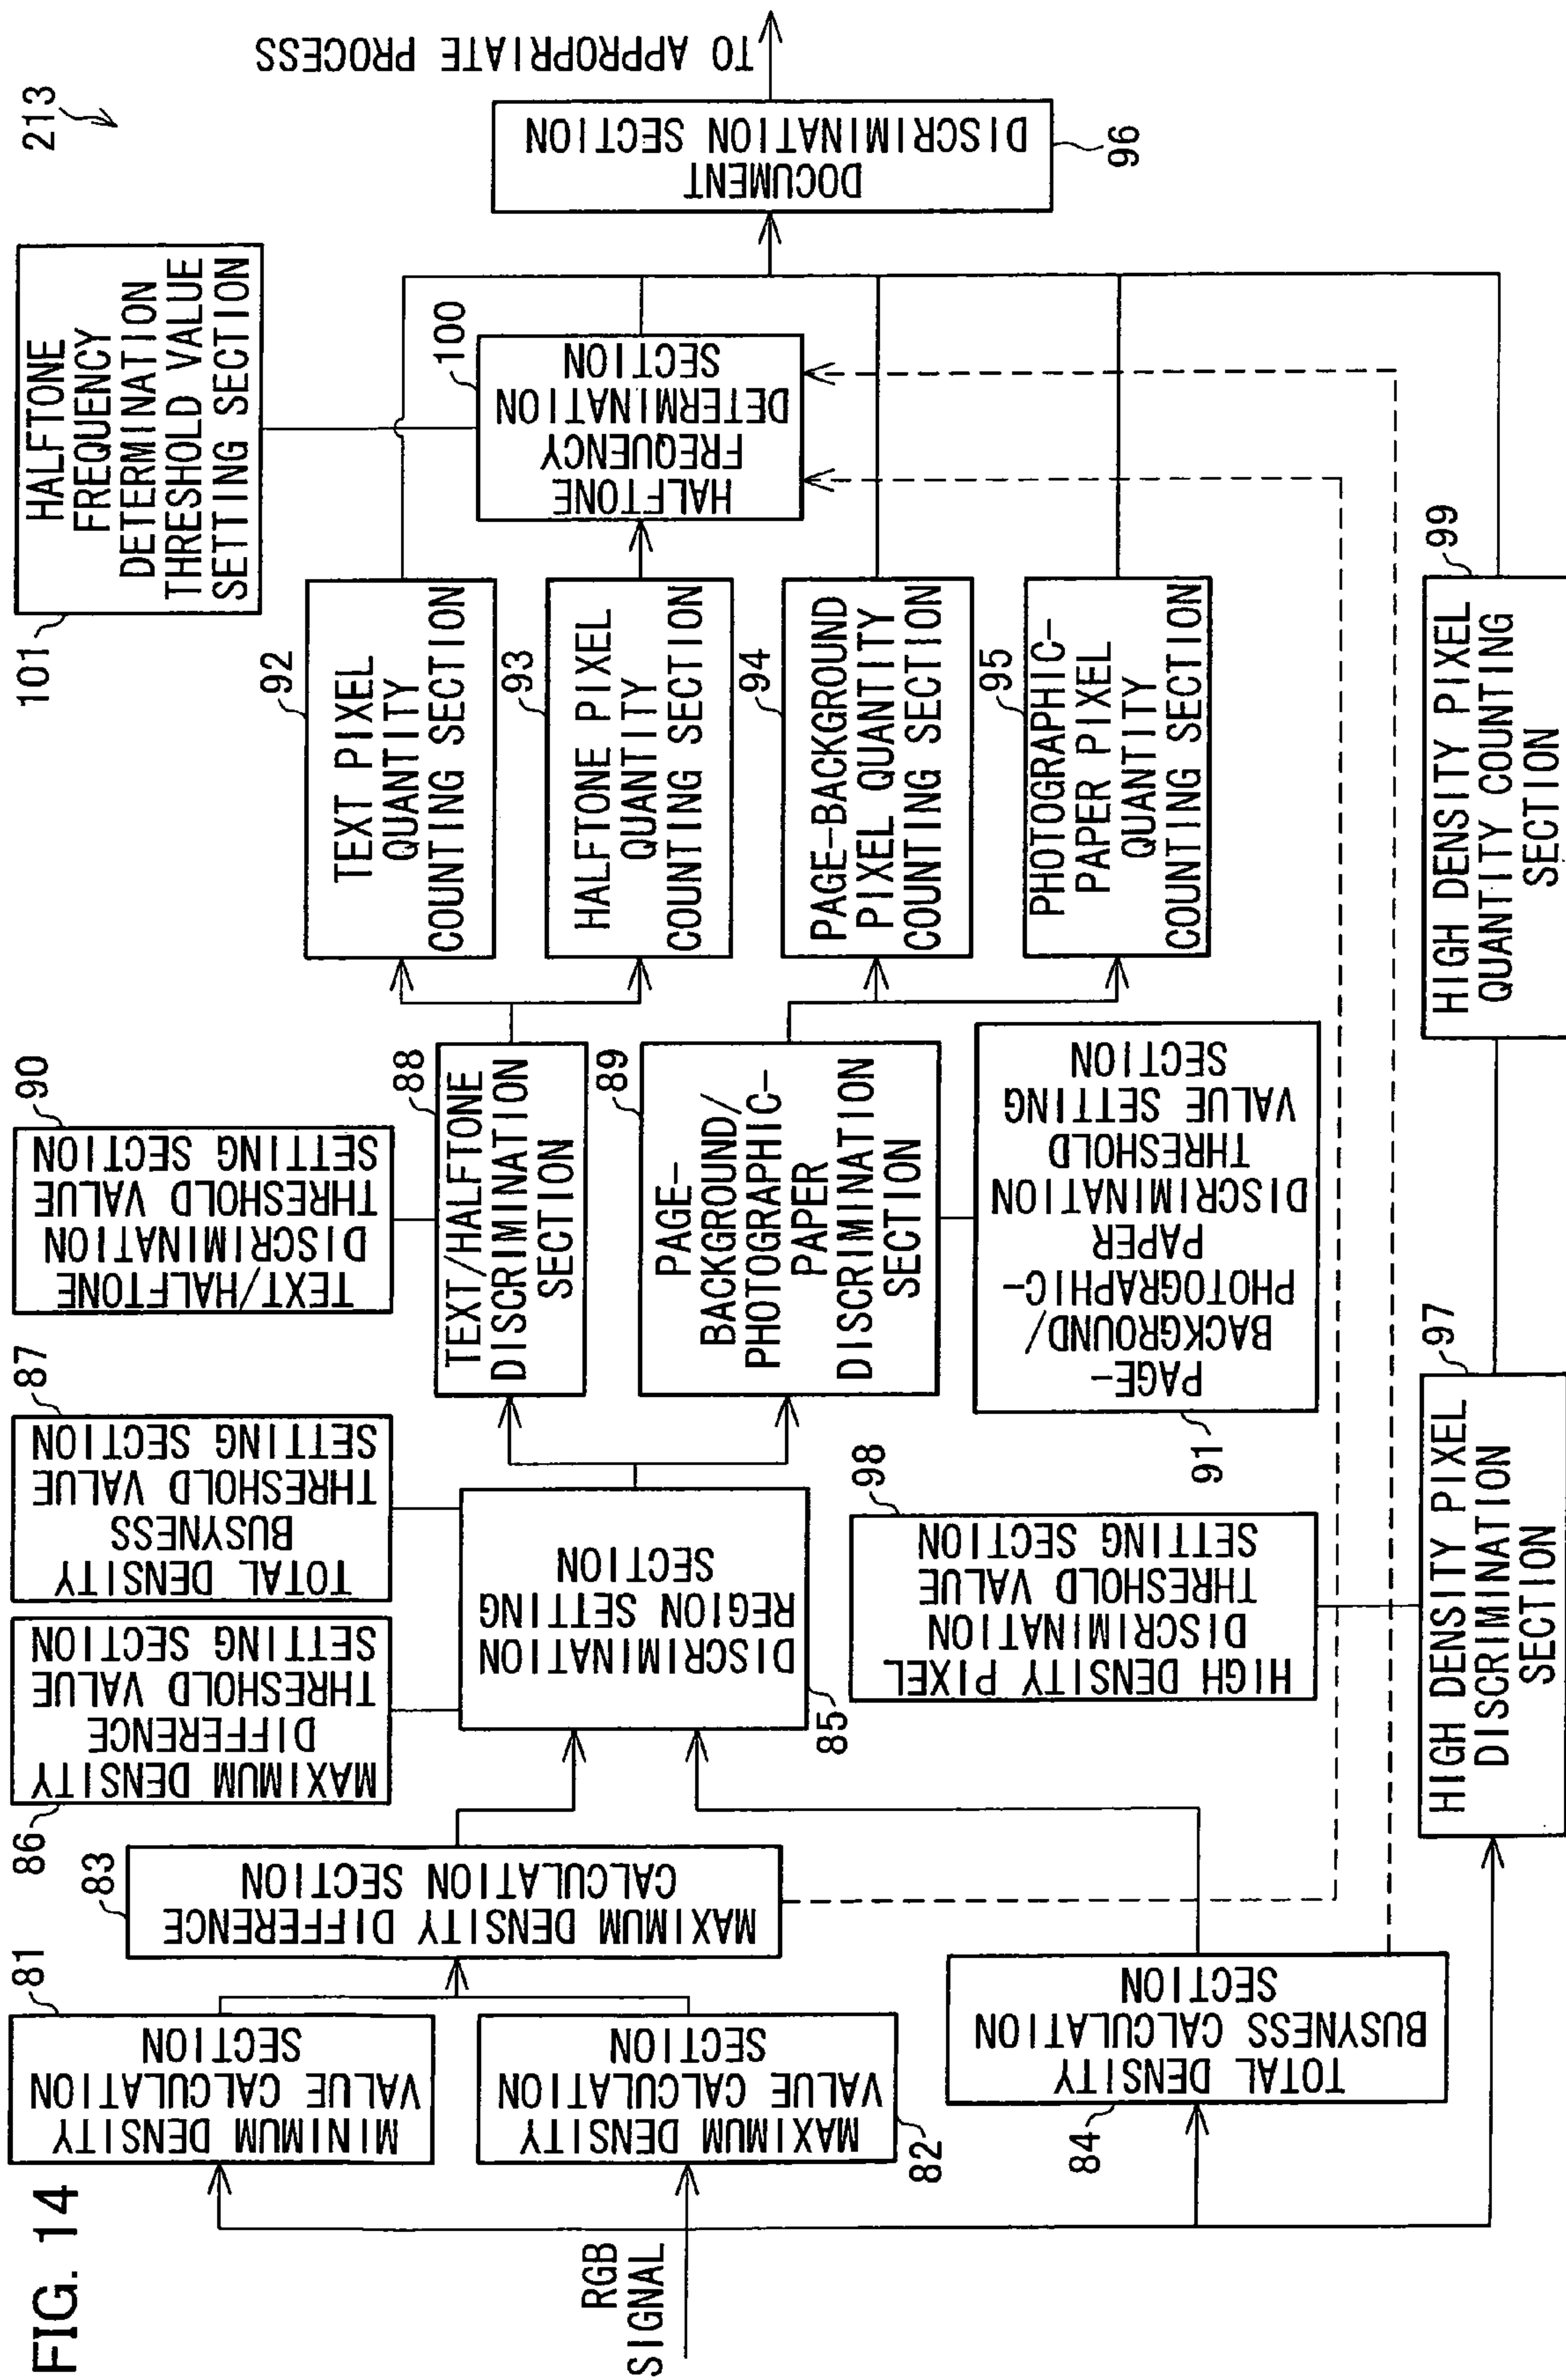 FIG. 14
213
RGB
SIGNAL
81
MINIMUM DENSITY
VALUE CALCULATION
SECTION
MAXIMUM DENSITY
VALUE CALCULATION
SECTION
82
83
MAXIMUM DENSITY DIFFERENCE
CALCULATION SECTION
84
TOTAL DENSITY
BUSYNESS CALCULATION
SECTION
86
MAXIMUM DENSITY
DIFFERENCE
THRESHOLD VALUE
SETTING SECTION
87
TOTAL DENSITY
BUSYNESS
THRESHOLD VALUE
SETTING SECTION
DISCRIMINATION
REGION SETTING
SECTION
85
90
TEXT/HALFTONE
DISCRIMINATION
THRESHOLD VALUE
SETTING SECTION
88
TEXT/HALFTONE
DISCRIMINATION
SECTION
89
PAGE-
BACKGROUND/
PHOTOGRAPHIC-
PAPER
DISCRIMINATION
SECTION
PAGE-
BACKGROUND/
PHOTOGRAPHIC-
PAPER
DISCRIMINATION
THRESHOLD
VALUE SETTING
SECTION
91
98
HIGH DENSITY PIXEL
DISCRIMINATION
THRESHOLD VALUE
SETTING SECTION
97
HIGH DENSITY PIXEL
DISCRIMINATION
SECTION
101
HALFTONE
FREQUENCY
DETERMINATION
THRESHOLD VALUE
SETTING SECTION
92
TEXT PIXEL
QUANTITY
COUNTING SECTION
93
HALFTONE PIXEL
QUANTITY
COUNTING SECTION
94
PAGE-BACKGROUND
PIXEL QUANTITY
COUNTING SECTION
95
PHOTOGRAPHIC-
PAPER PIXEL
QUANTITY
COUNTING SECTION
99
HIGH DENSITY PIXEL
QUANTITY COUNTING
SECTION
100
HALFTONE
FREQUENCY
DETERMINATION
SECTION
DOCUMENT
DISCRIMINATION SECTION
96
TO APPROPRIATE PROCESS